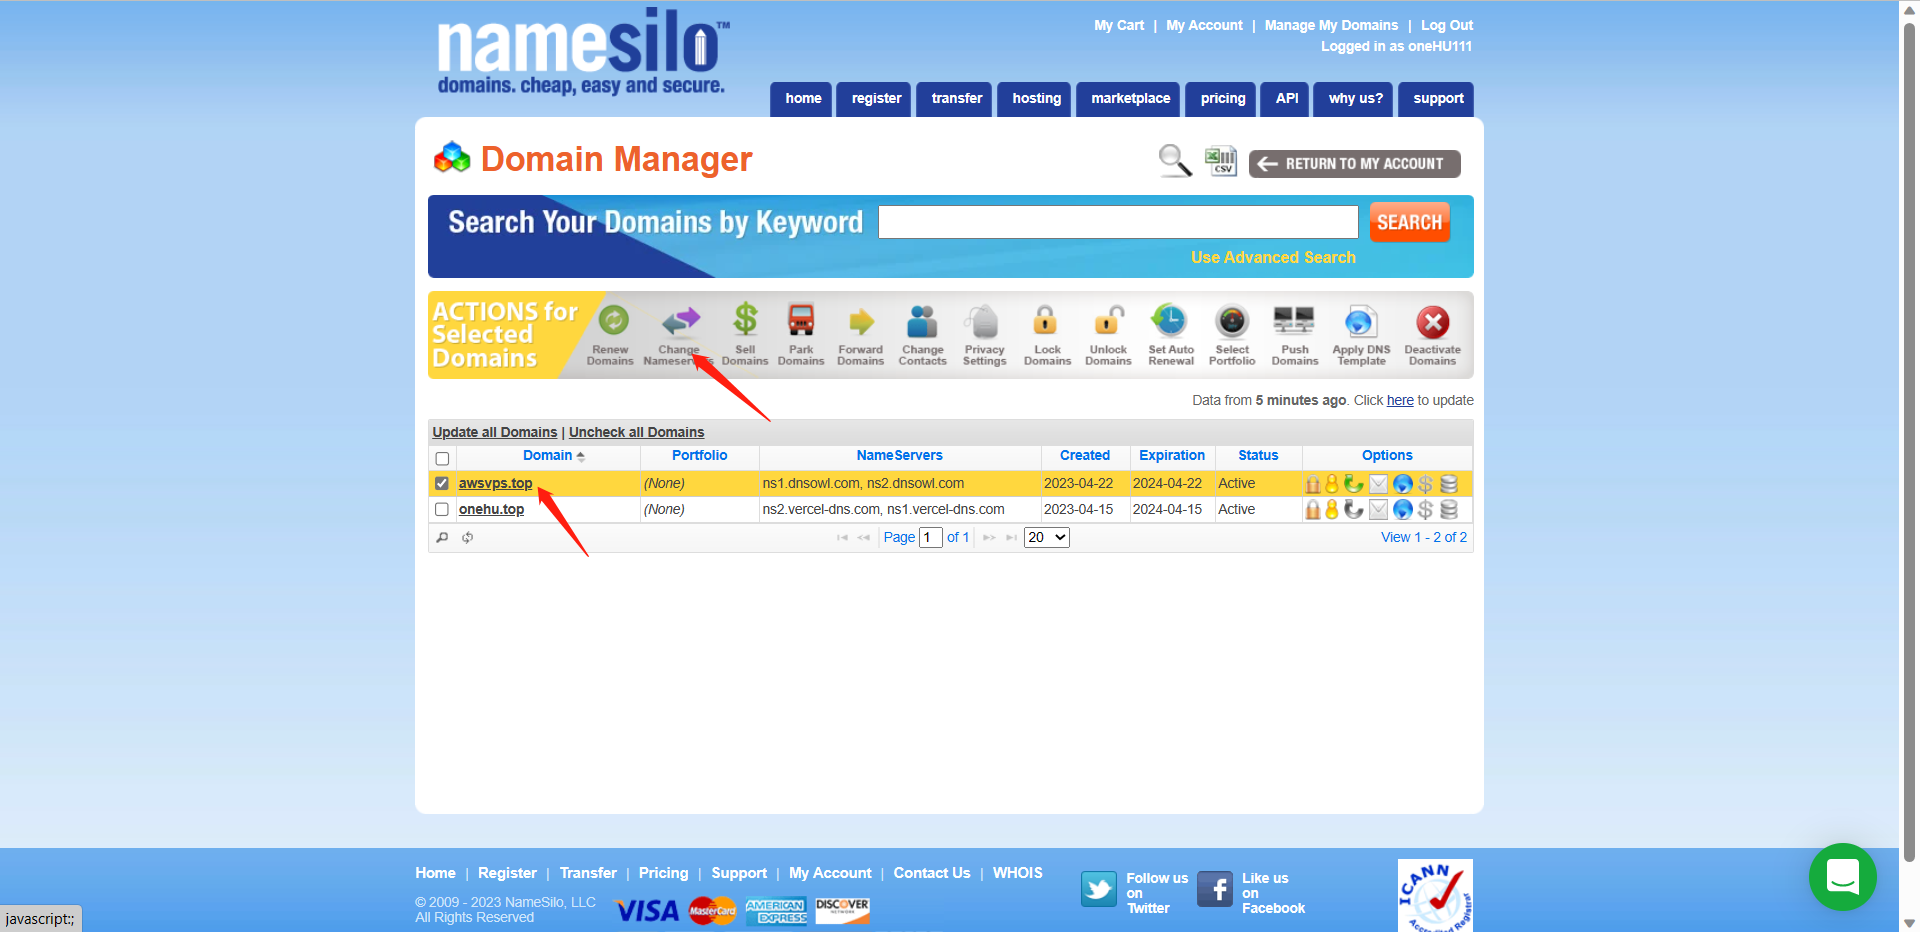 My Cart | My Account | Manage My Domains | Log Out
Logged in as oneHU111
namesilo™
domains. cheap, easy and secure.
home register transfer hosting marketplace pricing API why us? support
Domain Manager
CSV
RETURN TO MY ACCOUNT
Search Your Domains by Keyword
SEARCH
Use Advanced Search
ACTIONS for
Selected
Domains
Renew
Domains
Change
Sell
Domains
Park
Domains
Forward
Domains
Change
Contacts
Privacy
Settings
Lock
Domains
Unlock
Domains
Set Auto
Renewal
Select
Portfolio
Push
Domains
Apply DNS
Template
Deactivate
Domains
Data from 5 minutes ago. Click here to update
Update all Domains | Uncheck all Domains
Domain Portfolio NameServers Created Expiration Status Options
awsvps.top (None) ns1.dnsowl.com, ns2.dnsowl.com 2023-04-22 2024-04-22 Active
onehu.top (None) ns2.vercel-dns.com, ns1.vercel-dns.com 2023-04-15 2024-04-15 Active
Page 1 of 1 20 View 1 - 2 of 2
Home | Register | Transfer | Pricing | Support | My Account | Contact Us | WHOIS
© 2009 - 2023 NameSilo, LLC
All Rights Reserved
VISA
MasterCard
AMERICAN
EXPRESS
DISCOVER
NETWORK
Follow us
on
Twitter
Like us
on
Facebook
ICANN
Accredited Registrar
javascript:;